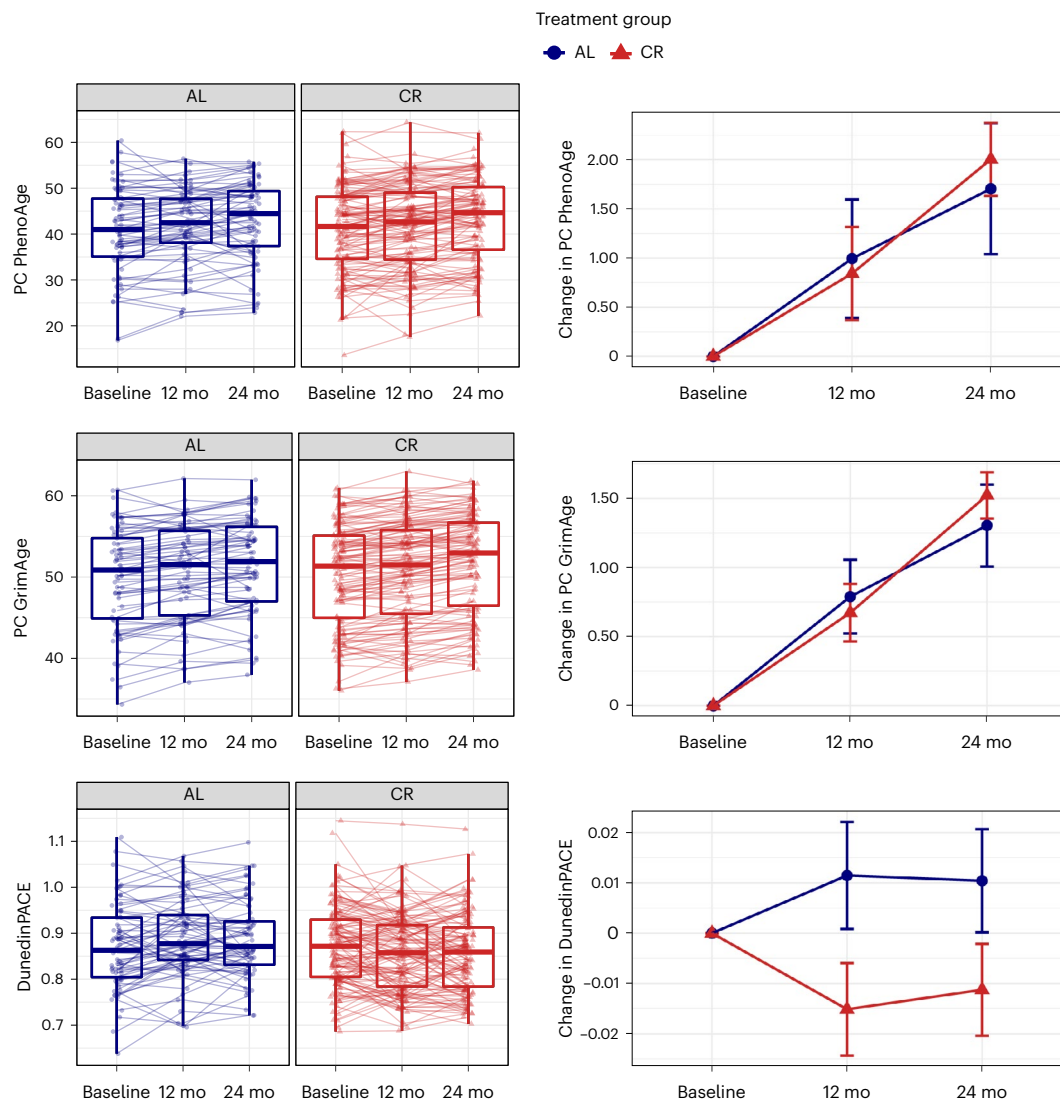 Treatment group
AL CR
AL CR
PC PhenoAge
60
50
40
30
20
Baseline 12 mo 24 mo Baseline 12 mo 24 mo
Change in PC PhenoAge
2.00
1.50
1.00
0.50
0
Baseline 12 mo 24 mo
AL CR
PC GrimAge
60
50
40
Baseline 12 mo 24 mo Baseline 12 mo 24 mo
Change in PC GrimAge
1.50
1.00
0.50
0
Baseline 12 mo 24 mo
AL CR
DunedinPACE
1.1
1.0
0.9
0.8
0.7
Baseline 12 mo 24 mo Baseline 12 mo 24 mo
Change in DunedinPACE
0.02
0.01
0
−0.01
−0.02
Baseline 12 mo 24 mo